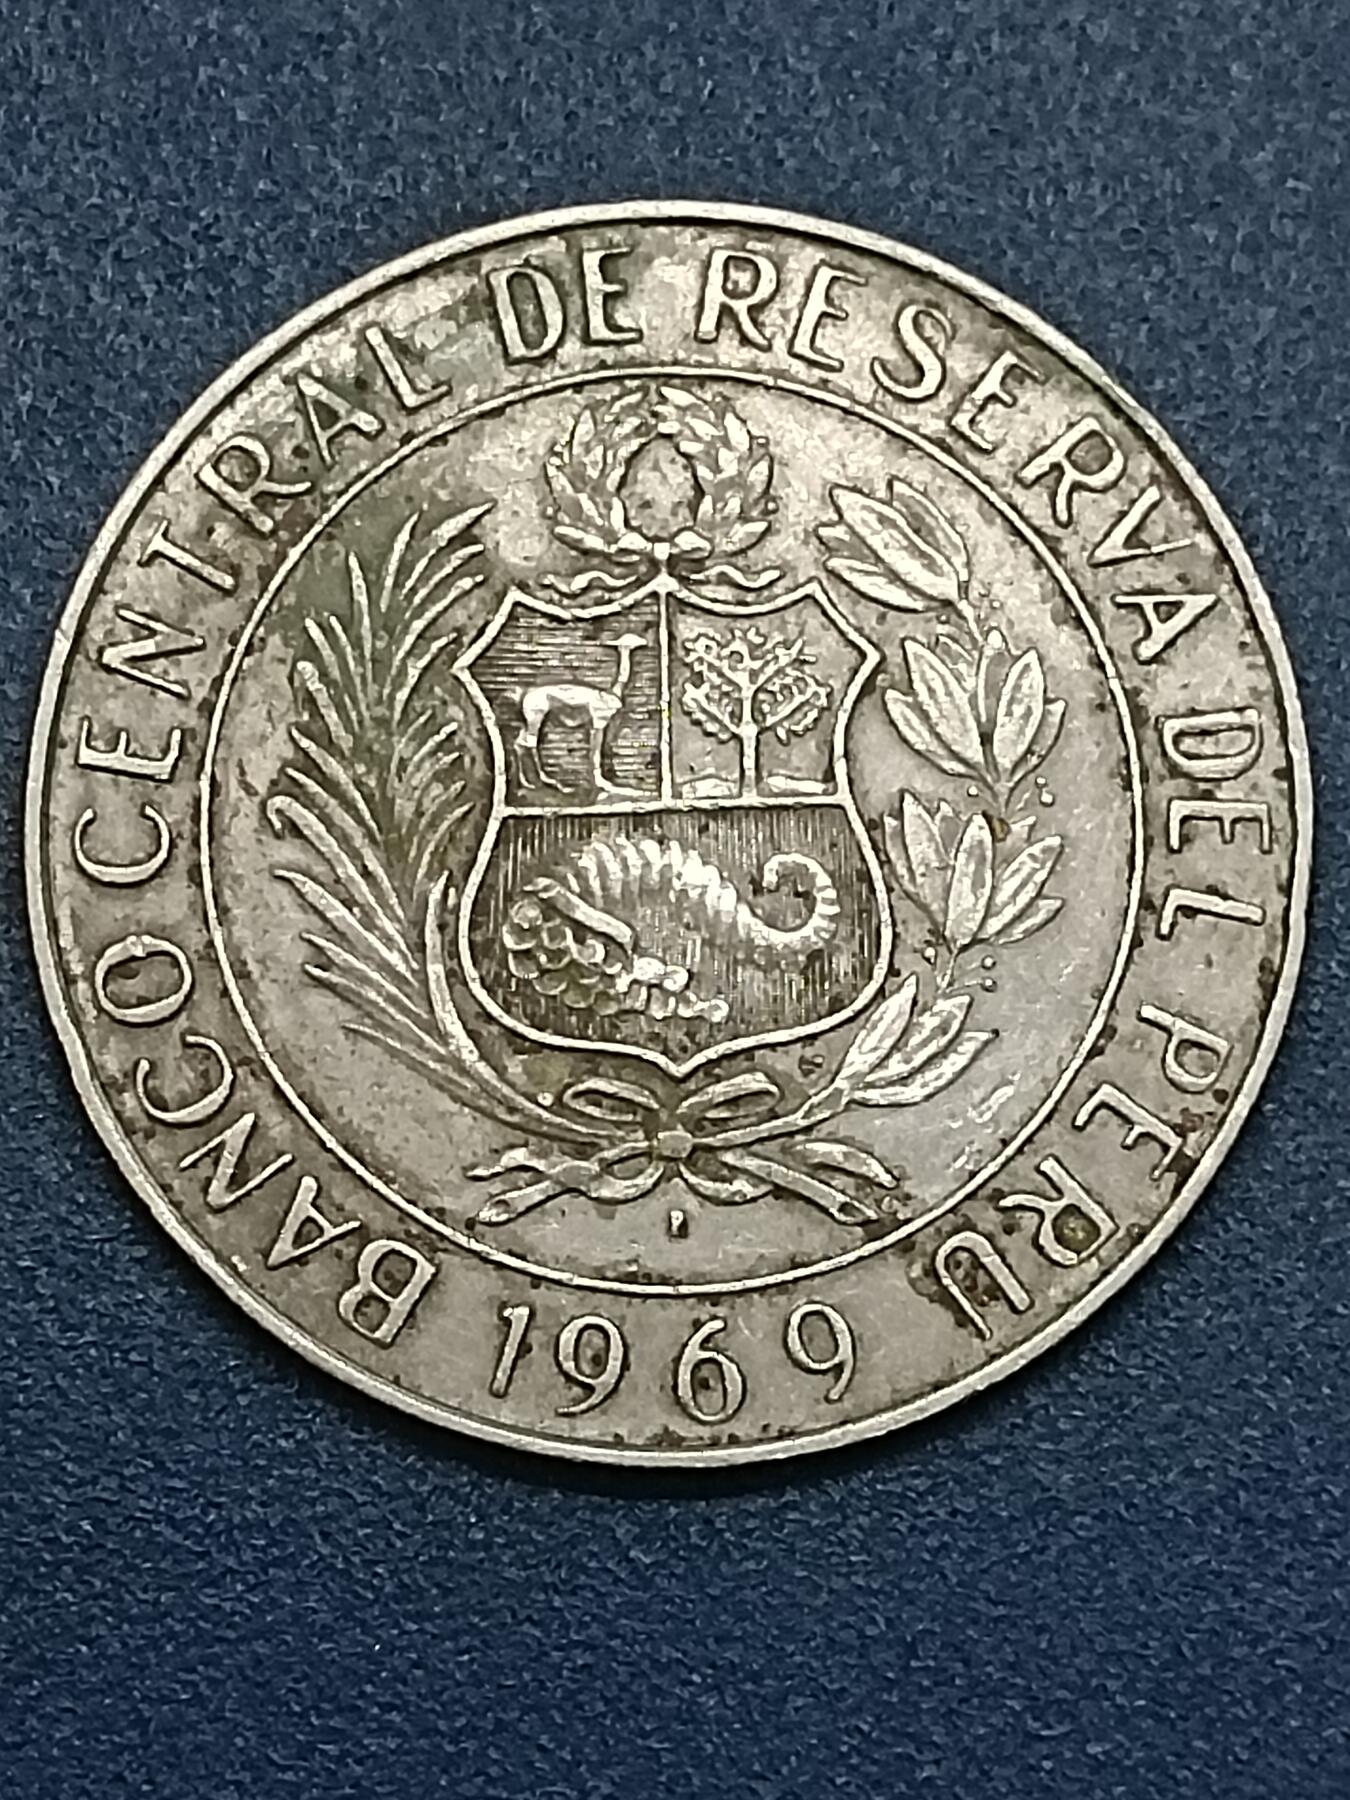 BANCO CENTRAL DE RESERVA DEL PERU
1969